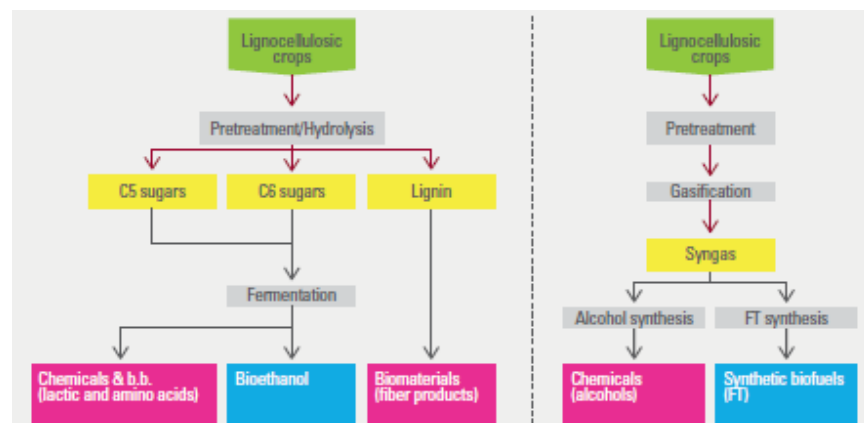 Lignocellulosic
crops
Pretreatment/Hydrolysis
C5 sugars
C6 sugars
Lignin
Fermentation
Chemicals & b.b.
(lactic and amino acids)
Bioethanol
Biomaterials
(fiber products)
Lignocellulosic
crops
Pretreatment
Gasification
Syngas
Alcohol synthesis
FT synthesis
Chemicals
(alcohols)
Synthetic biofuels
(FT)